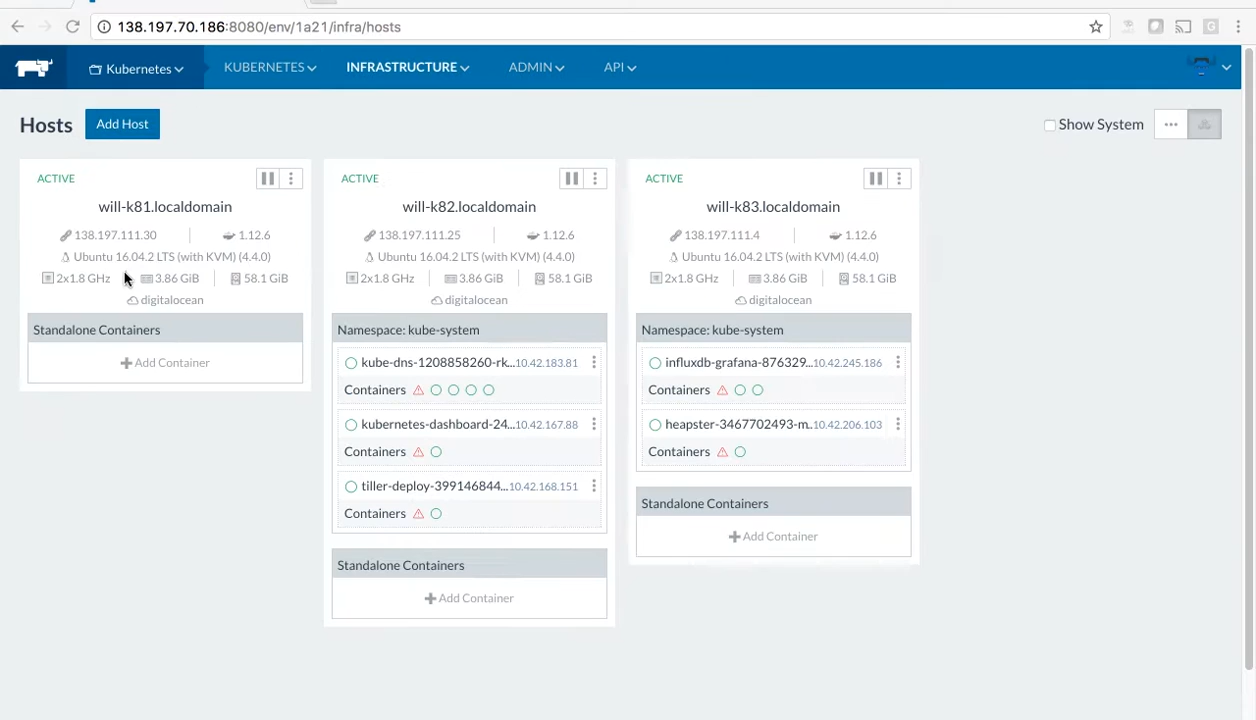 138.197.70.186:8080/env/1a21/infra/hosts
Kubernetes KUBERNETES INFRASTRUCTURE ADMIN API
Hosts Add Host Show System
ACTIVE
will-k81.localdomain
138.197.111.30 1.12.6
Ubuntu 16.04.2 LTS (with KVM) (4.4.0)
2x1.8 GHz 3.86 GiB 58.1 GiB
digitalocean
Standalone Containers
Add Container
ACTIVE
will-k82.localdomain
138.197.111.25 1.12.6
Ubuntu 16.04.2 LTS (with KVM) (4.4.0)
2x1.8 GHz 3.86 GiB 58.1 GiB
digitalocean
Namespace: kube-system
kube-dns-1208858260-rk... 10.42.183.81
Containers
kubernetes-dashboard-24... 10.42.167.88
Containers
tiller-deploy-399146844... 10.42.168.151
Containers
Standalone Containers
Add Container
ACTIVE
will-k83.localdomain
138.197.111.4 1.12.6
Ubuntu 16.04.2 LTS (with KVM) (4.4.0)
2x1.8 GHz 3.86 GiB 58.1 GiB
digitalocean
Namespace: kube-system
influxdb-grafana-876329... 10.42.245.186
Containers
heapster-3467702493-m.. 10.42.206.103
Containers
Standalone Containers
Add Container